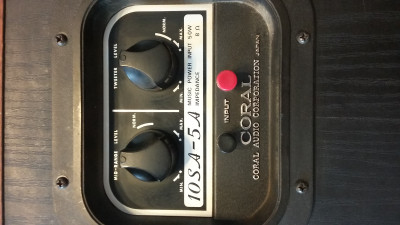 MID-RANGE LEVEL
NORM.
MIN.
MAX.
TWEETER LEVEL
NORM.
MIN.
MAX.
10SA-5A
MUSIC POWER INPUT 50W
IMPEDANCE 8Ω
INPUT
CORAL
CORAL AUDIO CORPORATION JAPAN